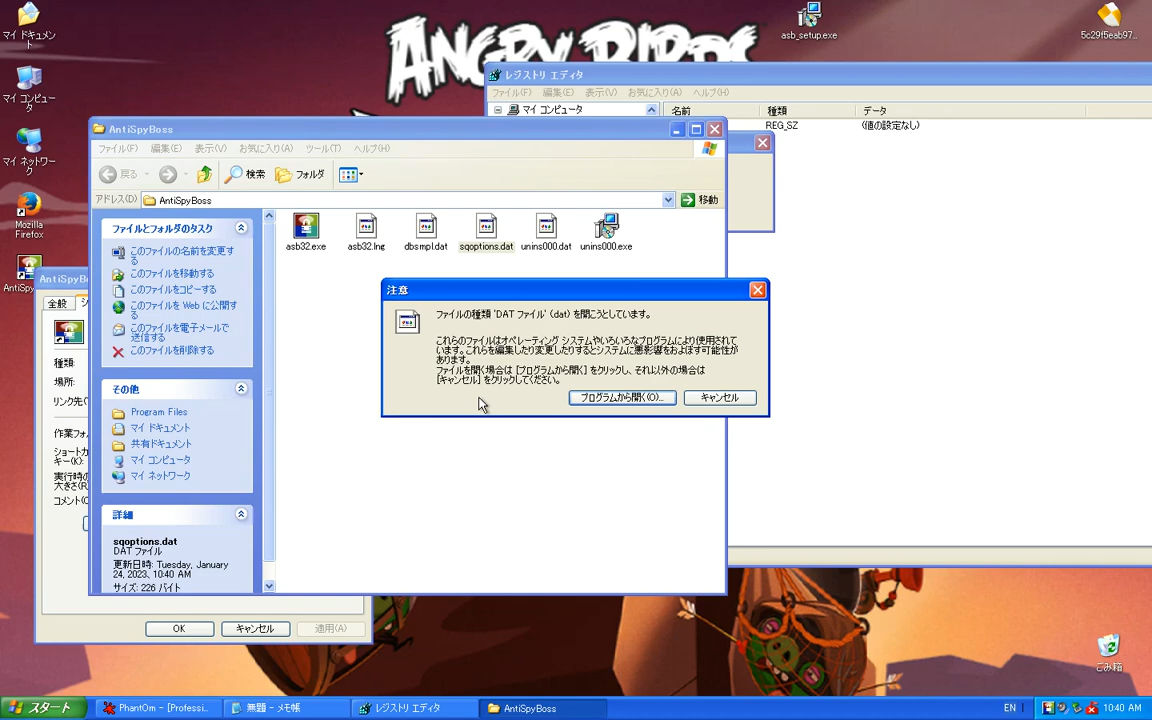 マイ ドキュメント
マイ コンピュータ
マイ ネットワーク
Mozilla Firefox
ANGRY BIRDS
asb_setup.exe
5c29f5eab97...
レジストリ エディタ
ファイル(F) 編集(E) 表示(V) お気に入り(A) ヘルプ(H)
マイ コンピュータ
名前 種類 データ
REG_SZ (値の設定なし)
AntiSpyBoss
ファイル(F) 編集(E) 表示(V) お気に入り(A) ツール(T) ヘルプ(H)
戻る 検索 フォルダ
アドレス(D) AntiSpyBoss 移動
ファイルとフォルダのタスク
このファイルの名前を変更する
このファイルを移動する
このファイルをコピーする
このファイルを Web に公開する
このファイルを電子メールで送信する
このファイルを削除する
その他
Program Files
マイ ドキュメント
共有ドキュメント
マイ コンピュータ
マイ ネットワーク
詳細
sqoptions.dat
DAT ファイル
更新日時: Tuesday, January
24, 2023、10:40 AM
サイズ: 226 バイト
asb32.exe asb32.lng dbsmpl.dat sqoptions.dat unins000.dat unins000.exe
注意
ファイルの種類 'DAT ファイル' (dat) を開こうとしています。
これらのファイルはオペレーティング システムやいろいろなプログラムにより使用されて
います。これらを編集したり変更したりするとシステムに悪影響をおよぼす可能性が
あります。
ファイルを開く場合は [プログラムから開く] をクリックし、それ以外の場合は
[キャンセル] をクリックしてください。
プログラムから開く(O)... キャンセル
AntiSpyB
全般
種類:
場所:
リンク先(
作業フォ
ショートカ
キー(K):
実行時の
大きさ(R
コメント(O
OK キャンセル 適用(A)
ごみ箱
スタート PhantOm - [Professi... 無題 - メモ帳 レジストリ エディタ AntiSpyBoss EN 10:40 AM